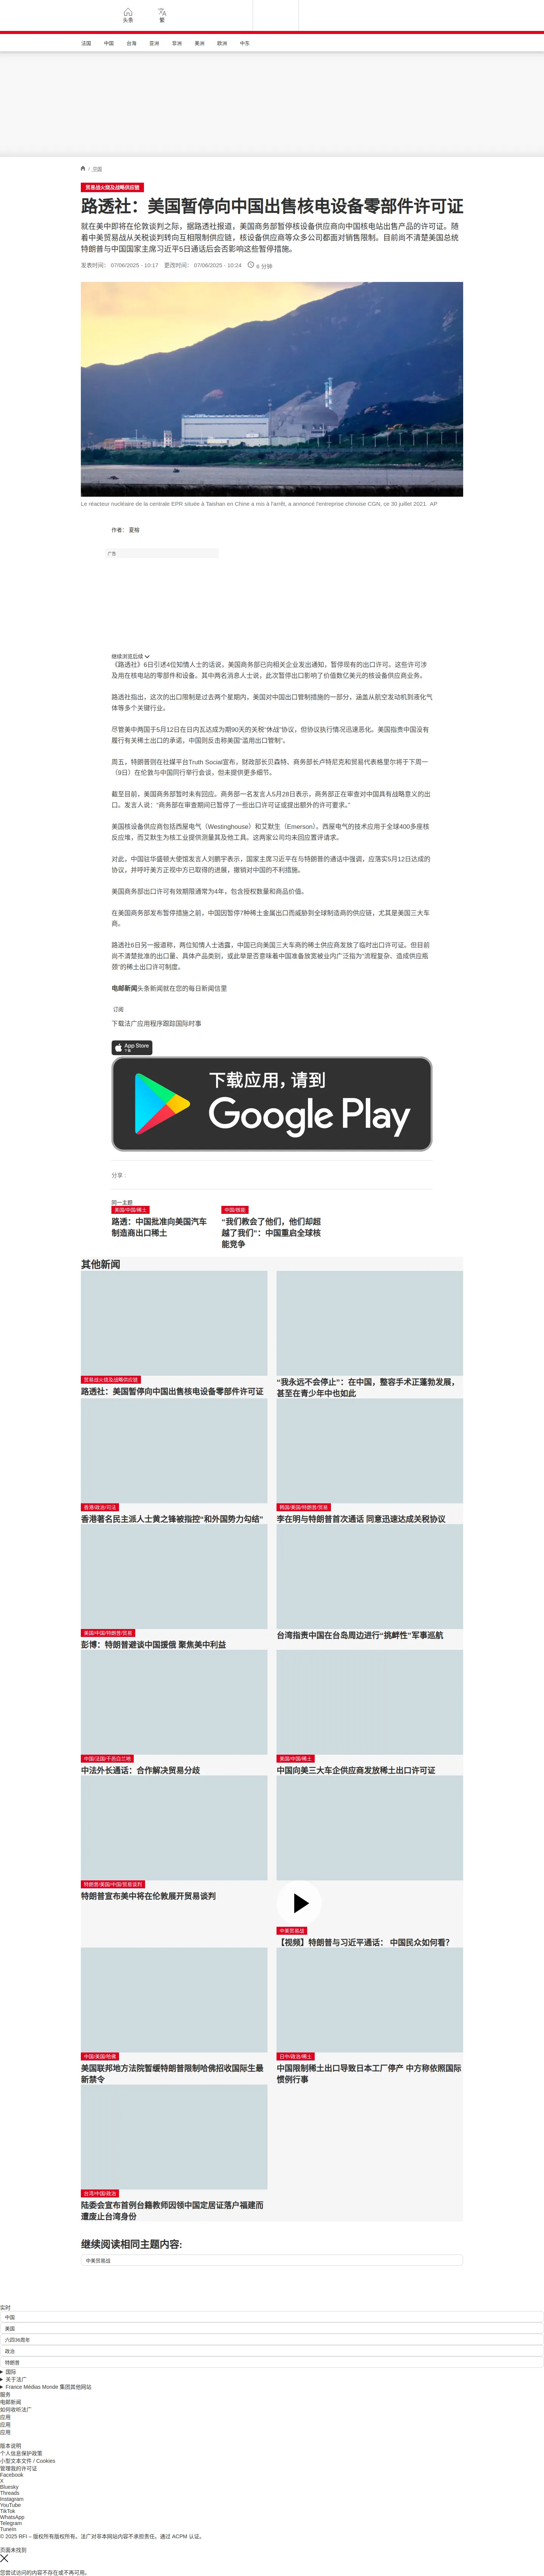 头条
繁
法国
中国
台海
亚洲
非洲
美洲
欧洲
中东
/ 中国
贸易战火烧及战略供应链
路透社：美国暂停向中国出售核电设备零部件许可证
就在美中即将在伦敦谈判之际，据路透社报道，美国商务部暂停核设备供应商向中国核电站出售产品的许可证。随
着中美贸易战从关税谈判转向互相限制供应链，核设备供应商等众多公司都面对销售限制。目前尚不清楚美国总统
特朗普与中国国家主席习近平5日通话后会否影响这些暂停措施。
发表时间： 07/06/2025 - 10:17 更改时间： 07/06/2025 - 10:24 6 分钟
Le réacteur nucléaire de la centrale EPR située à Taishan en Chine a mis à l'arrêt, a annoncé l'entreprise chinoise CGN, ce 30 juillet 2021. AP
作者： 夏榕
广告
继续浏览后续
《路透社》6日引述4位知情人士的话说，美国商务部已向相关企业发出通知，暂停现有的出口许可。这些许可涉
及用在核电站的零部件和设备。其中两名消息人士说，此次暂停出口影响了价值数亿美元的核设备供应商业务。
路透社指出，这次的出口限制是过去两个星期内，美国对中国出口管制措施的一部分，涵盖从航空发动机到液化气
体等多个关键行业。
尽管美中两国于5月12日在日内瓦达成为期90天的关税“休战”协议，但协议执行情况迅速恶化。美国指责中国没有
履行有关稀土出口的承诺，中国则反击称美国“滥用出口管制”。
周五，特朗普则在社媒平台Truth Social宣布，财政部长贝森特、商务部长卢特尼克和贸易代表格里尔将于下周一
（9日）在伦敦与中国同行举行会谈，但未提供更多细节。
截至目前，美国商务部暂时未有回应。商务部一名发言人5月28日表示，商务部正在审查对中国具有战略意义的出
口。发言人说：“商务部在审查期间已暂停了一些出口许可证或提出额外的许可要求。”
美国核设备供应商包括西屋电气（Westinghouse）和艾默生（Emerson）。西屋电气的技术应用于全球400多座核
反应堆，而艾默生为核工业提供测量其及他工具。这两家公司均未回应置评请求。
对此，中国驻华盛顿大使馆发言人刘鹏宇表示，国家主席习近平在与特朗普的通话中强调，应落实5月12日达成的
协议，并呼吁美方正视中方已取得的进展，撤销对中国的不利措施。
美国商务部出口许可有效期限通常为4年，包含授权数量和商品价值。
在美国商务部发布暂停措施之前，中国因暂停7种稀土金属出口而威胁到全球制造商的供应链，尤其是美国三大车
商。
路透社6日另一报道称，两位知情人士透露，中国已向美国三大车商的稀土供应商发放了临时出口许可证。但目前
尚不清楚批准的出口量、具体产品类别，或此举是否意味着中国准备放宽被业内广泛指为“流程复杂、造成供应瓶
颈”的稀土出口许可制度。
电邮新闻头条新闻就在您的每日新闻信里
订阅
下载法广应用程序跟踪国际时事
App Store
下载
下载应用，请到
Google Play
分享 :
同一主题
美国/中国/稀土
路透：中国批准向美国汽车
制造商出口稀土
中国/核能
“我们教会了他们，他们却超
越了我们”：中国重启全球核
能竞争
其他新闻
贸易战火烧及战略供应链
路透社：美国暂停向中国出售核电设备零部件许可证
“我永远不会停止”：在中国，整容手术正蓬勃发展，
甚至在青少年中也如此
香港/政治/司法
香港著名民主派人士黄之锋被指控“和外国势力勾结”
韩国/美国/特朗普/贸易
李在明与特朗普首次通话 同意迅速达成关税协议
美国/中国/特朗普/贸易
彭博：特朗普避谈中国援俄 聚焦美中利益
台湾指责中国在台岛周边进行“挑衅性”军事巡航
中国/法国/干邑白兰地
中法外长通话：合作解决贸易分歧
美国/中国/稀土
中国向美三大车企供应商发放稀土出口许可证
特朗普/美国/中国/贸易谈判
特朗普宣布美中将在伦敦展开贸易谈判
中美贸易战
【视频】特朗普与习近平通话： 中国民众如何看？
中国/美国/哈佛
美国联邦地方法院暂缓特朗普限制哈佛招收国际生最
新禁令
日中/政治/稀土
中国限制稀土出口导致日本工厂停产 中方称依照国际
惯例行事
台湾/中国/政治
陆委会宣布首例台籍教师因领中国定居证落户福建而
遭废止台湾身份
继续阅读相同主题内容:
中美贸易战
实时
中国
美国
六四36周年
政治
特朗普
国际
关于法广
France Médias Monde 集团其他网站
服务
电邮新闻
如何收听法广
应用
应用
应用
版本说明
个人信息保护政策
小型文本文件 / Cookies
管理我的许可证
Facebook
X
Bluesky
Threads
Instagram
YouTube
TikTok
WhatsApp
Telegram
TuneIn
© 2025 RFI – 版权所有版权所有。法广对非本网站内容不承担责任。通过 ACPM 认证。
页面未找到
您尝试访问的内容不存在或不再可用。